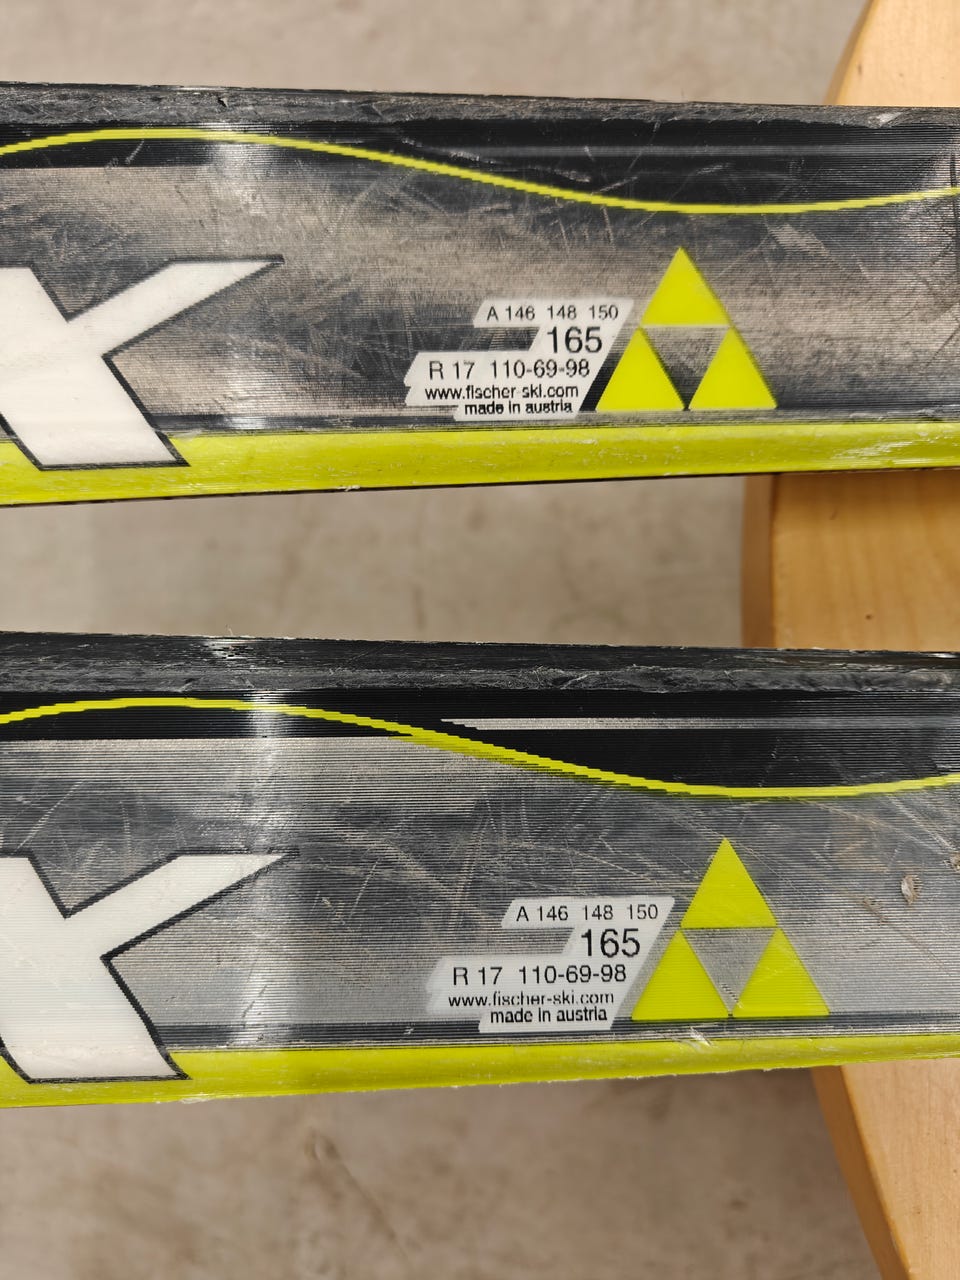 X
A 146 148 150
165
R 17 110-69-98
www.fischer-ski.com
made in austria
X
A 146 148 150
165
R 17 110-69-98
www.fischer-ski.com
made in austria